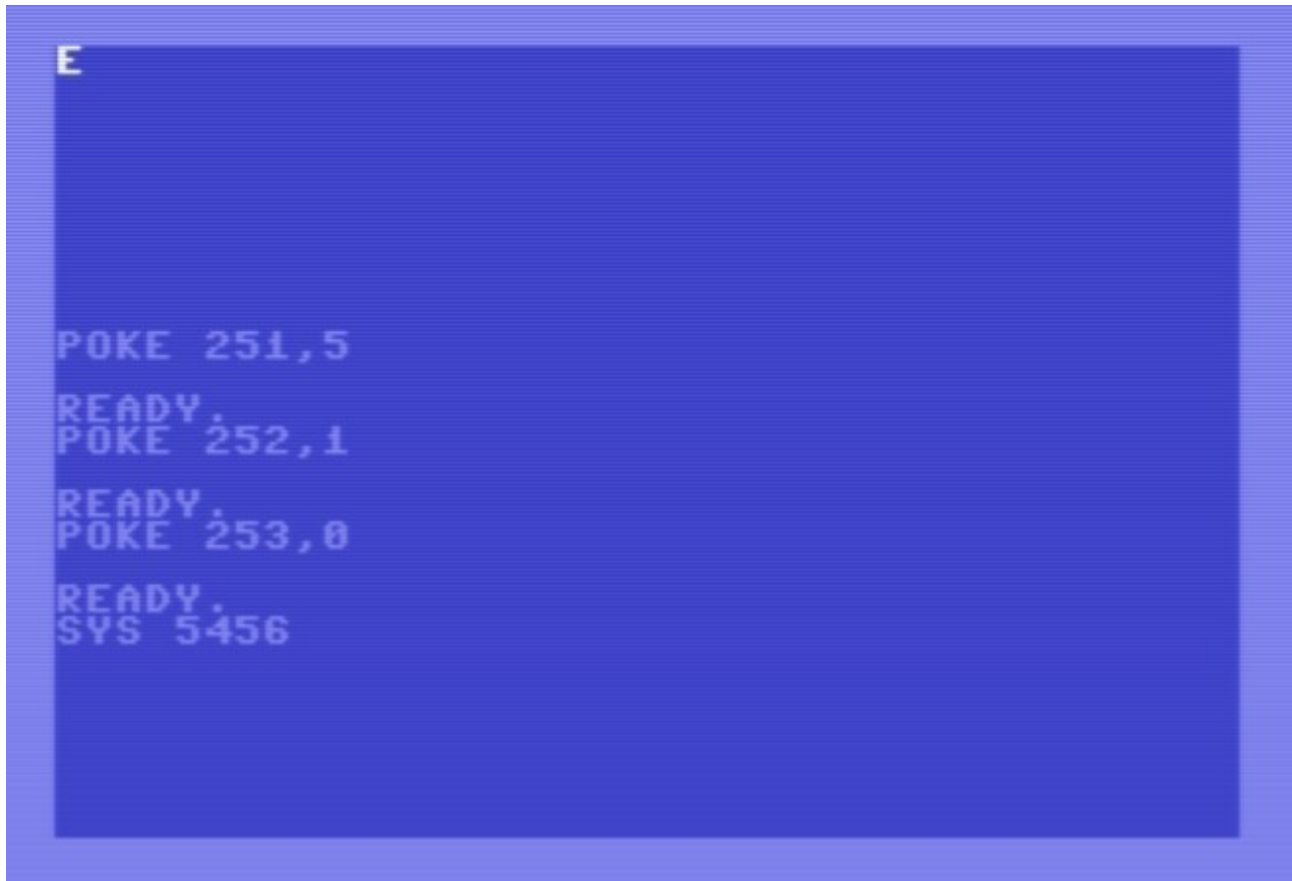 E
POKE 251,5
READY.
POKE 252,1
READY.
POKE 253,0
READY.
SYS 5456